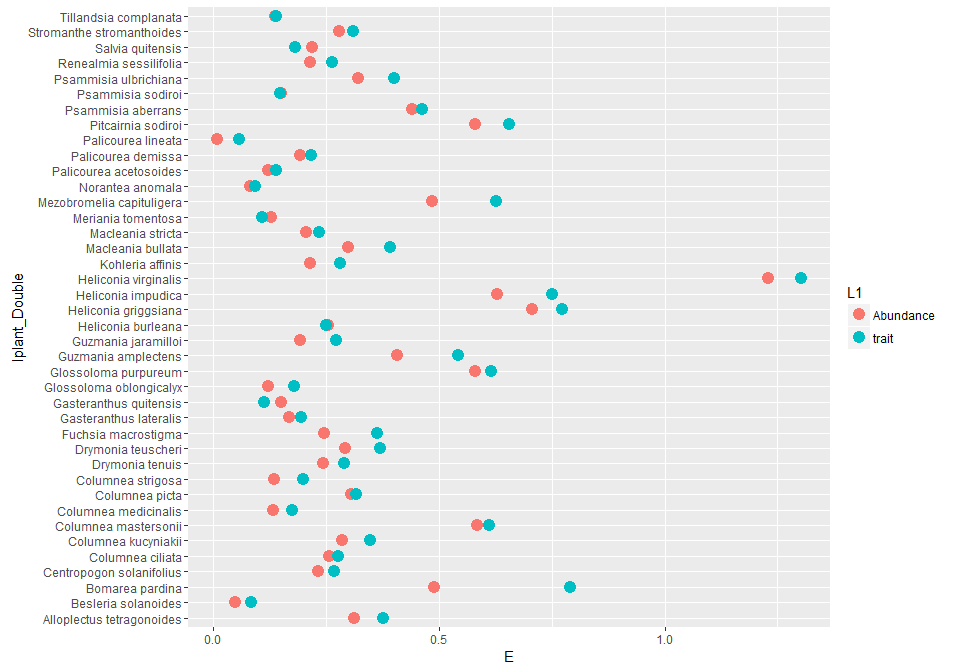 Tillandsia complanata
Stromanthe stromanthoides
Salvia quitensis
Renealmia sessilifolia
Psammisia ulbrichiana
Psammisia sodiroi
Psammisia aberrans
Pitcairnia sodiroi
Palicourea lineata
Palicourea demissa
Palicourea acetosoides
Norantea anomala
Mezobromelia capituligera
Meriania tomentosa
Macleania stricta
Macleania bullata
Kohleria affinis
Heliconia virginalis
Heliconia impudica
Heliconia griggsiana
Heliconia burleana
Guzmania jaramilloi
Guzmania amplectens
Glossoloma purpureum
Glossoloma oblongicalyx
Gasteranthus quitensis
Gasteranthus lateralis
Fuchsia macrostigma
Drymonia teuscheri
Drymonia tenuis
Columnea strigosa
Columnea picta
Columnea medicinalis
Columnea mastersonii
Columnea kucyniakii
Columnea ciliata
Centropogon solanifolius
Bomarea pardina
Besleria solanoides
Alloplectus tetragonoides
Iplant_Double
0.0 0.5 1.0
E
L1
Abundance
trait